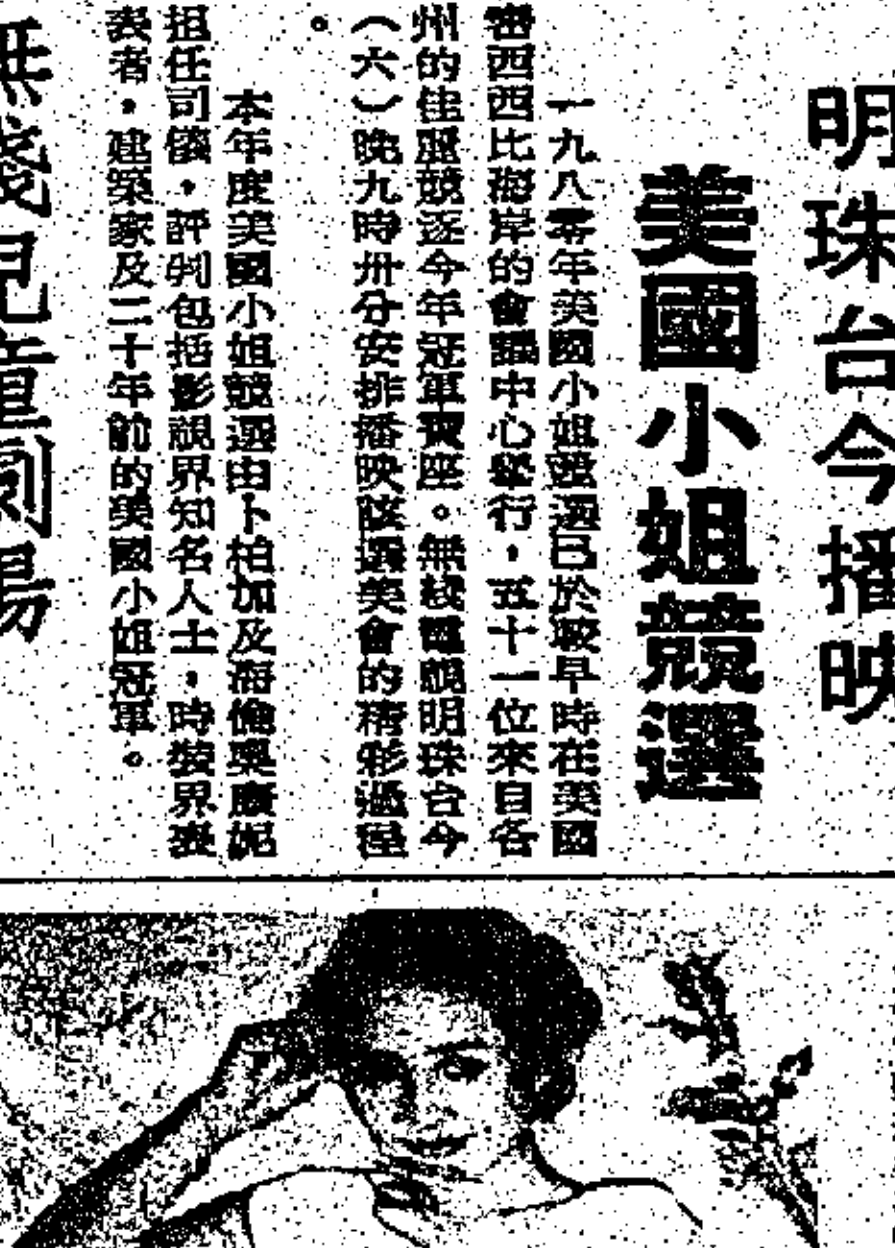 明珠台今播映
美國小姐競選
一九八零年美國小姐競選已於較早時在美國
密西西比海岸的會議中心舉行，五十一位來自各
州的佳麗競逐今年冠軍寶座。無綫電視明珠台今
（六）晚九時卅分安排播映該選美會的精彩過程
。
本年度美國小姐競選由卜柏加及海倫奧康妮
担任司儀，評判包括影視界知名人士，時裝界表
表者，建築家及二十年前的美國小姐冠軍。
無綫兒童劇場